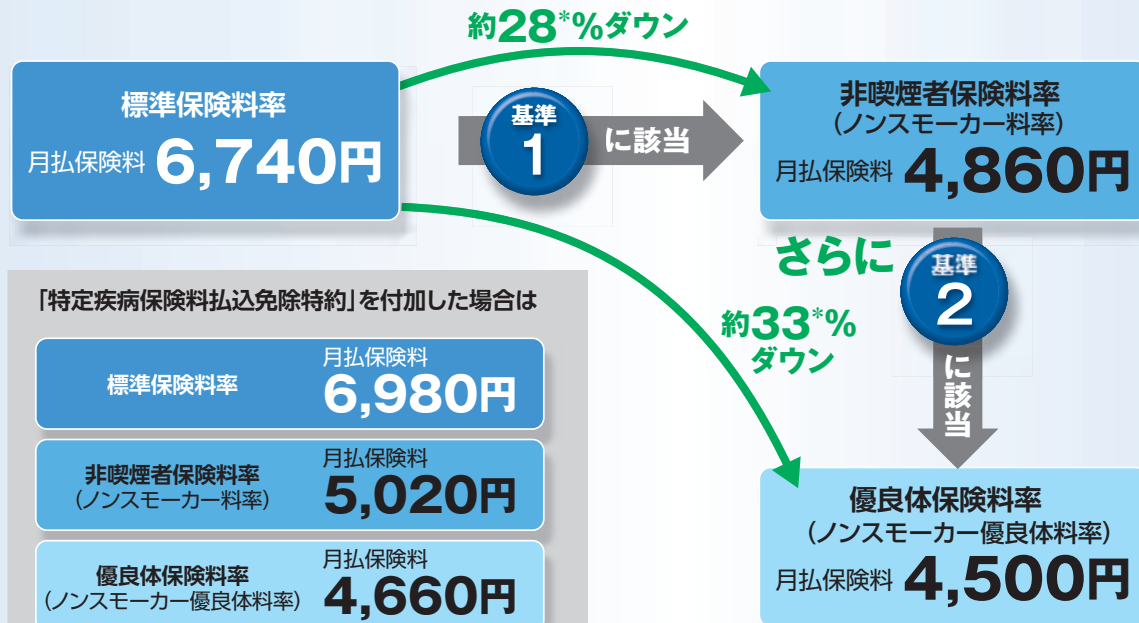 約28*%ダウン
標準保険料率
月払保険料 6,740円
基準
1
に該当
非喫煙者保険料率
(ノンスモーカー料率)
月払保険料 4,860円
さらに
基準
2
に該当
約33*%
ダウン
優良体保険料率
(ノンスモーカー優良体料率)
月払保険料 4,500円
「特定疾病保険料払込免除特約」を付加した場合は
標準保険料率
月払保険料
6,980円
非喫煙者保険料率
(ノンスモーカー料率)
月払保険料
5,020円
優良体保険料率
(ノンスモーカー優良体料率)
月払保険料
4,660円